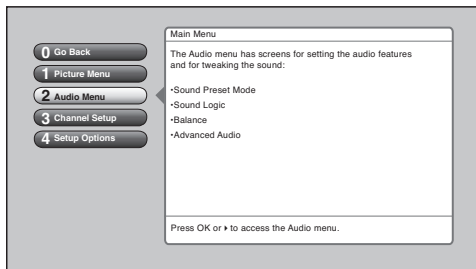 0 Go Back
1 Picture Menu
2 Audio Menu
3 Channel Setup
4 Setup Options
Main Menu
The Audio menu has screens for setting the audio features
and for tweaking the sound:
•Sound Preset Mode
•Sound Logic
•Balance
•Advanced Audio
Press OK or ▸ to access the Audio menu.